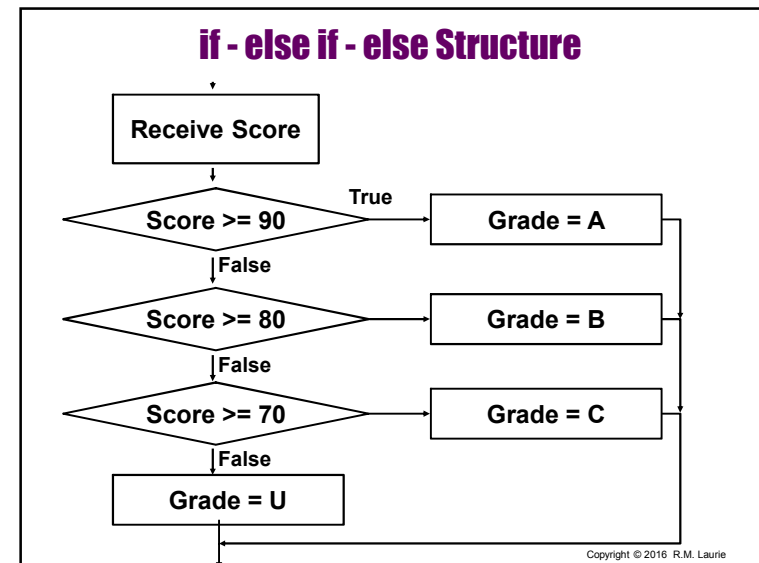 if - else if - else Structure
Receive Score
True
Score >= 90
Grade = A
False
Score >= 80
Grade = B
False
Score >= 70
Grade = C
False
Grade = U
Copyright © 2016 R.M. Laurie